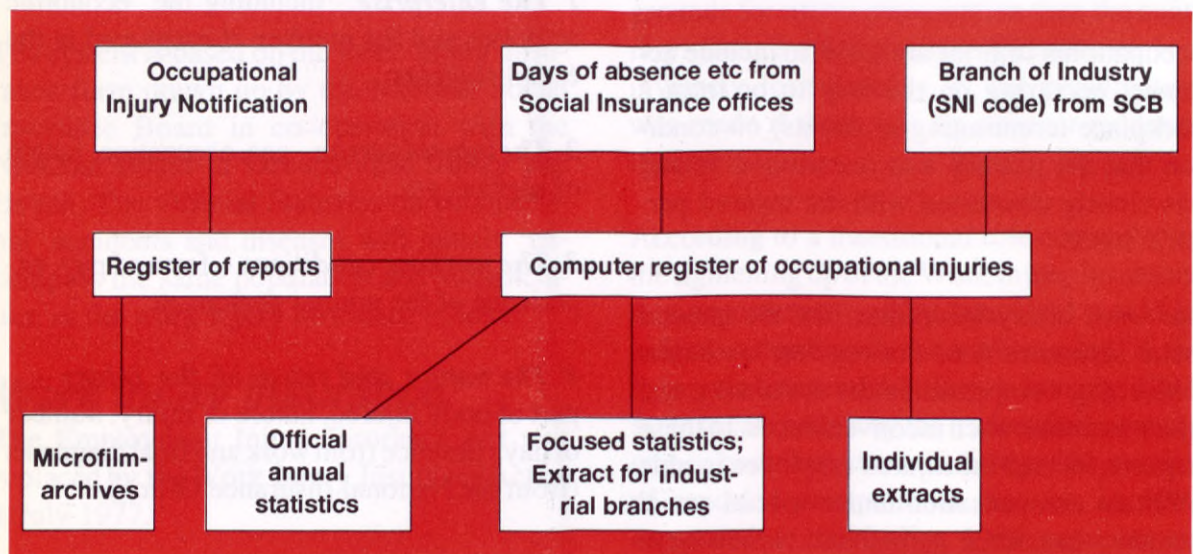 Occupational
Injury Notification
Days of absence etc from
Social Insurance offices
Branch of Industry
(SNI code) from SCB
Register of reports
Computer register of occupational injuries
Microfilm-
archives
Official
annual
statistics
Focused statistics;
Extract for indust-
rial branches
Individual
extracts